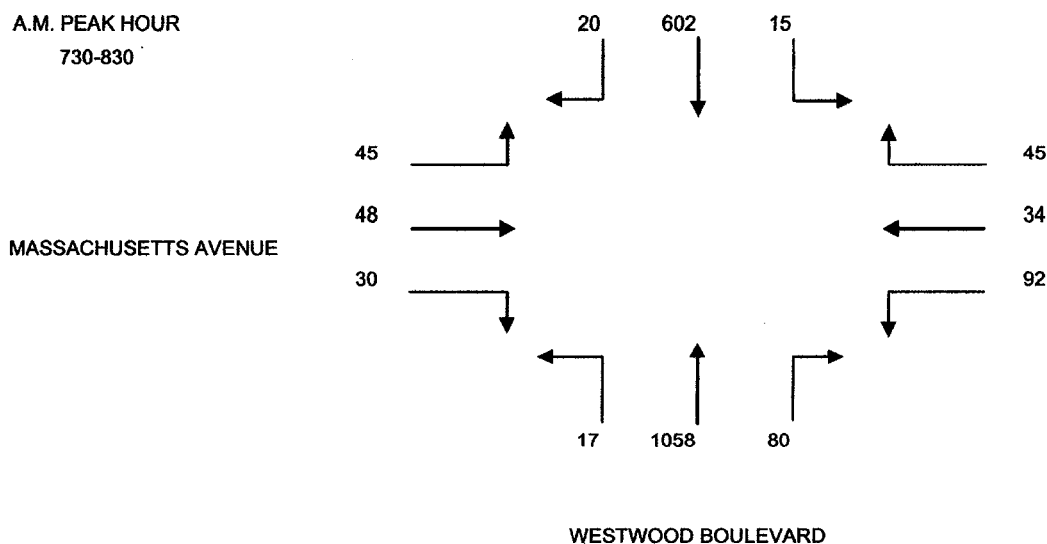 A.M. PEAK HOUR
730-830
20 602 15
45 45
48 34
MASSACHUSETTS AVENUE
30 92
17 1058 80
WESTWOOD BOULEVARD